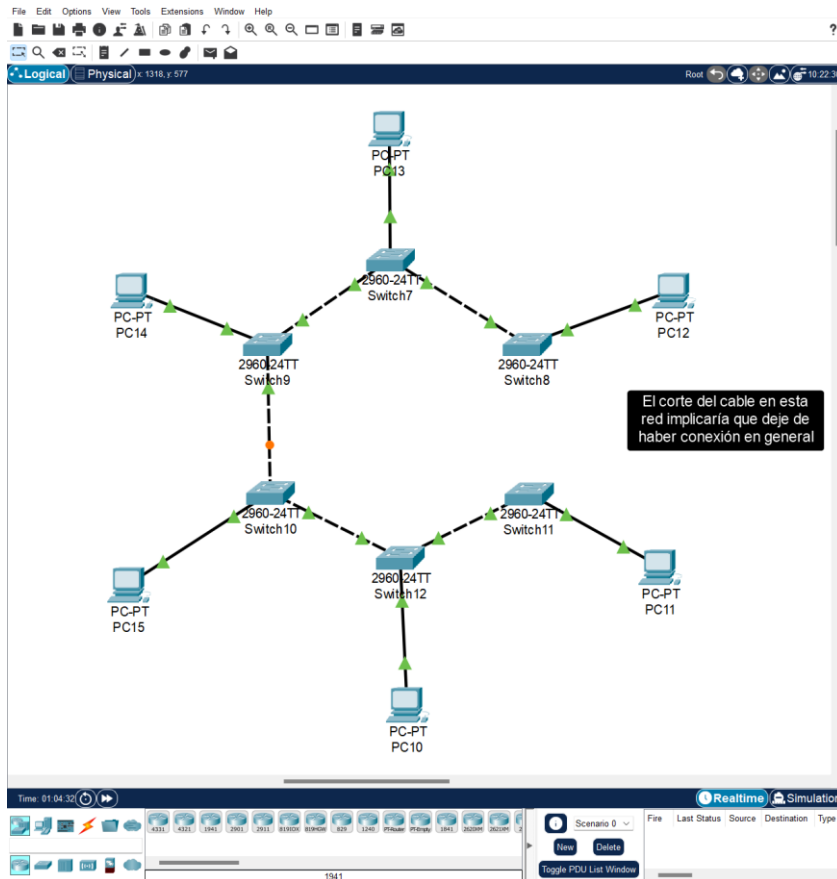 File Edit Options View Tools Extensions Window Help
?
Logical Physical x: 1318, y: 577 Root 10:22:30
PC-PT
PC13
2960-24TT
Switch7
PC-PT
PC14
PC-PT
PC12
2960-24TT
Switch9
2960-24TT
Switch8
El corte del cable en esta
red implicaría que deje de
haber conexión en general
2960-24TT
Switch10
2960-24TT
Switch11
2960-24TT
Switch12
PC-PT
PC15
PC-PT
PC11
PC-PT
PC10
Time: 01:04:32 Realtime Simulation
4331 4321 1941 2901 2911 819IOX 819HGW 829 1240 PT-Router PT-Empty 1841 2620XM 2621XM
Scenario 0
New Delete
Toggle PDU List Window
Fire Last Status Source Destination Type
1941